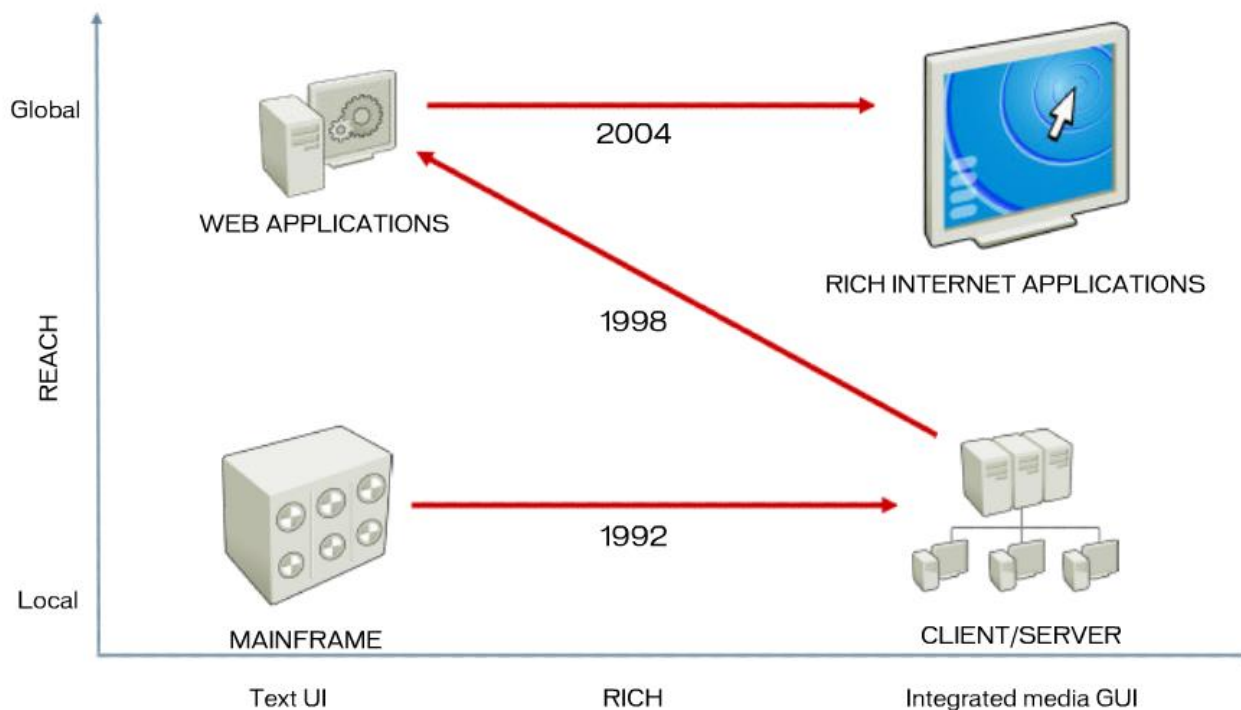 Global
2004
WEB APPLICATIONS
RICH INTERNET APPLICATIONS
1998
REACH
1992
Local
MAINFRAME
CLIENT/SERVER
Text UI
RICH
Integrated media GUI